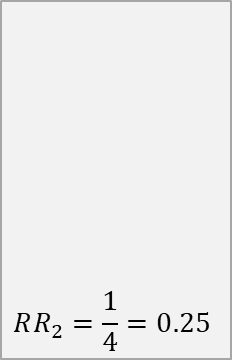 RR₂ = 1/4 = 0.25